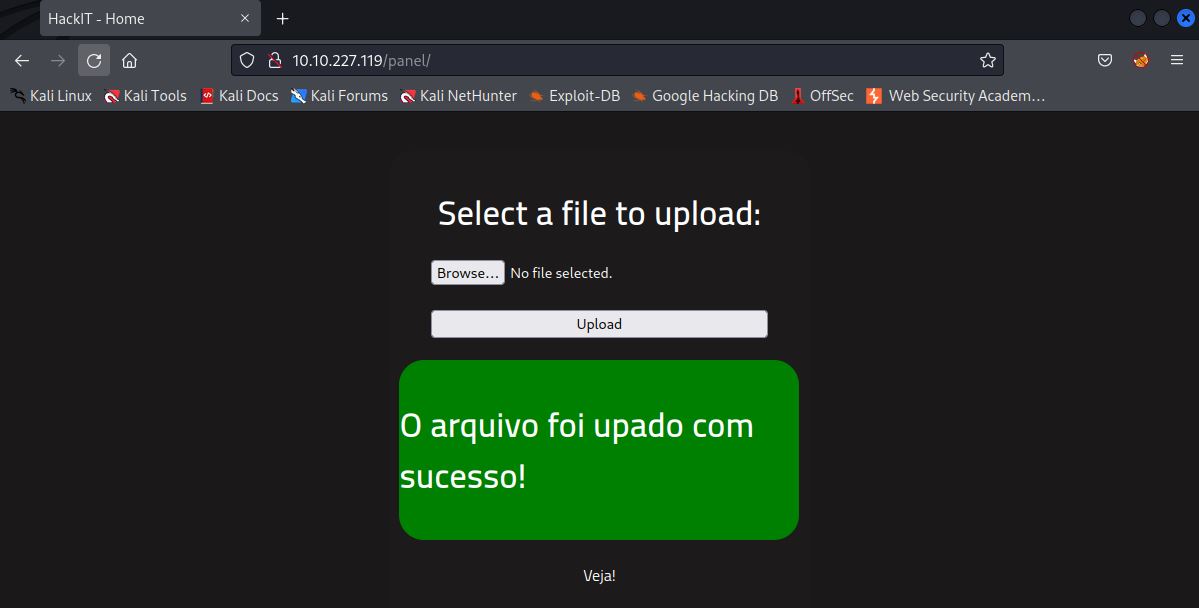 HackIT - Home
10.10.227.119/panel/
Kali Linux Kali Tools Kali Docs Kali Forums Kali NetHunter Exploit-DB Google Hacking DB OffSec Web Security Academ…
Select a file to upload:
Browse... No file selected.
Upload
O arquivo foi upado com
sucesso!
Veja!